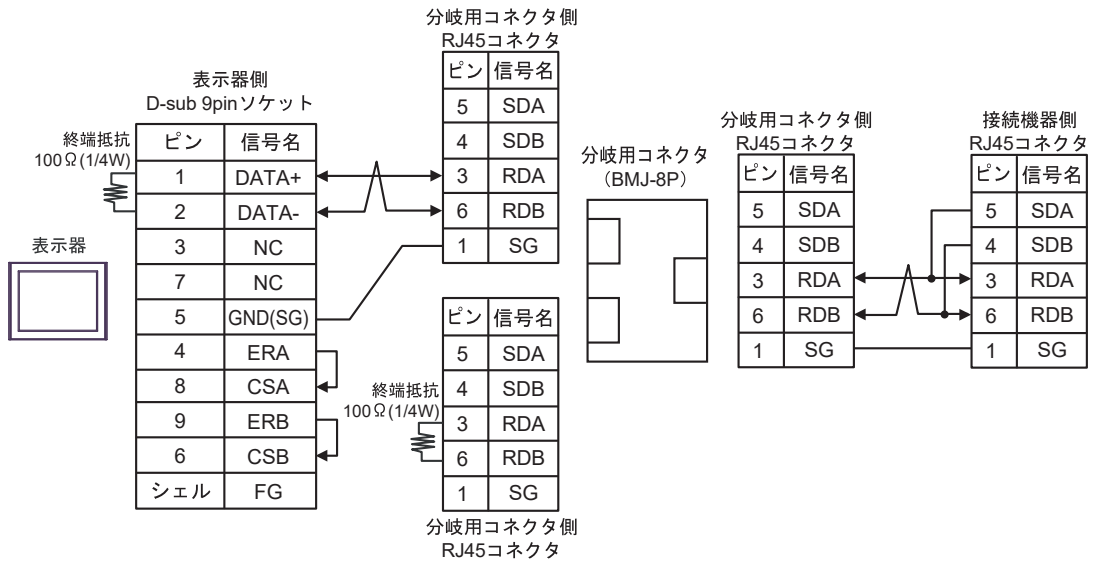 分岐用コネクタ側
RJ45コネクタ
ピン 信号名
5 SDA
4 SDB
3 RDA
6 RDB
1 SG
表示器側
D-sub 9pinソケット
終端抵抗
100Ω(1/4W)
ピン 信号名
1 DATA+
2 DATA-
3 NC
7 NC
5 GND(SG)
4 ERA
8 CSA
9 ERB
6 CSB
シェル FG
表示器
ピン 信号名
5 SDA
4 SDB
3 RDA
6 RDB
1 SG
終端抵抗
100Ω(1/4W)
分岐用コネクタ側
RJ45コネクタ
分岐用コネクタ
（BMJ-8P）
分岐用コネクタ側
RJ45コネクタ
ピン 信号名
5 SDA
4 SDB
3 RDA
6 RDB
1 SG
接続機器側
RJ45コネクタ
ピン 信号名
5 SDA
4 SDB
3 RDA
6 RDB
1 SG